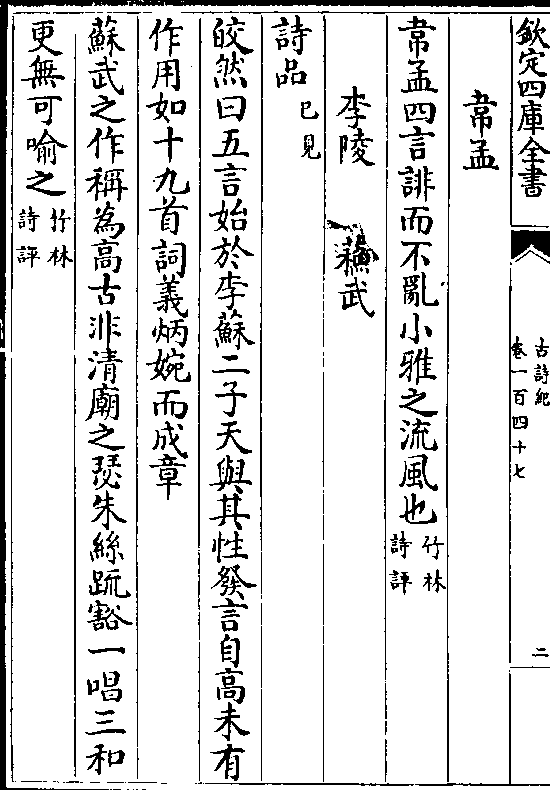 欽定四庫全書
古詩紀
卷一百四十七
二
韋孟
韋孟四言誹而不亂小雅之流風也竹林詩評
李陵 蘇武
詩品已見
皎然曰五言始於李蘇二子天與其性發言自高未有
作用如十九首詞義炳婉而成章
蘇武之作稱為高古非清廟之瑟朱絲䟽豁一唱三和
更無可喻之竹林詩評